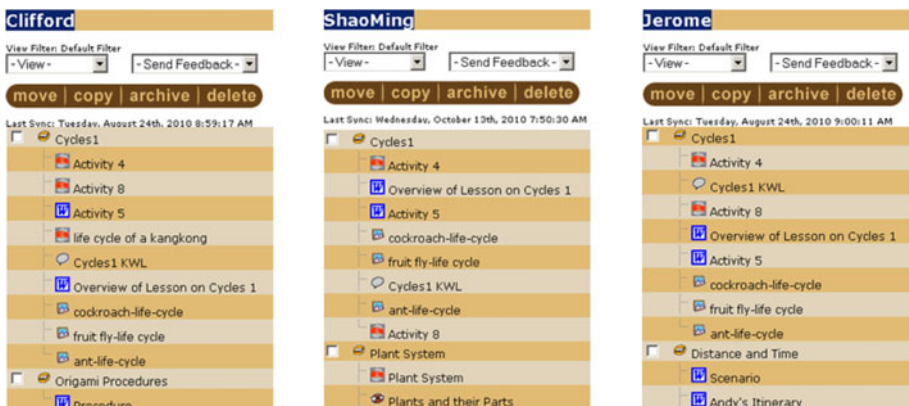 Clifford
View Filter: Default Filter
- View -
- Send Feedback -
move | copy | archive | delete
Last Sync: Tuesday, August 24th, 2010 8:59:17 AM
Cycles1
Activity 4
Activity 8
Activity 5
life cycle of a kangkong
Cycles1 KWL
Overview of Lesson on Cycles 1
cockroach-life-cycle
fruit fly-life cycle
ant-life-cycle
Origami Procedures
Procedure
ShaoMing
View Filter: Default Filter
- View -
- Send Feedback -
move | copy | archive | delete
Last Sync: Wednesday, October 13th, 2010 7:50:30 AM
Cycles1
Activity 4
Overview of Lesson on Cycles 1
Activity 5
cockroach-life-cycle
fruit fly-life cycle
Cycles1 KWL
ant-life-cycle
Activity 8
Plant System
Plant System
Plants and their Parts
Jerome
View Filter: Default Filter
- View -
- Send Feedback -
move | copy | archive | delete
Last Sync: Tuesday, August 24th, 2010 9:00:11 AM
Cycles1
Activity 4
Cycles1 KWL
Activity 8
Overview of Lesson on Cycles 1
Activity 5
cockroach-life-cycle
fruit fly-life cycle
ant-life-cycle
Distance and Time
Scenario
Andy's Itinerary